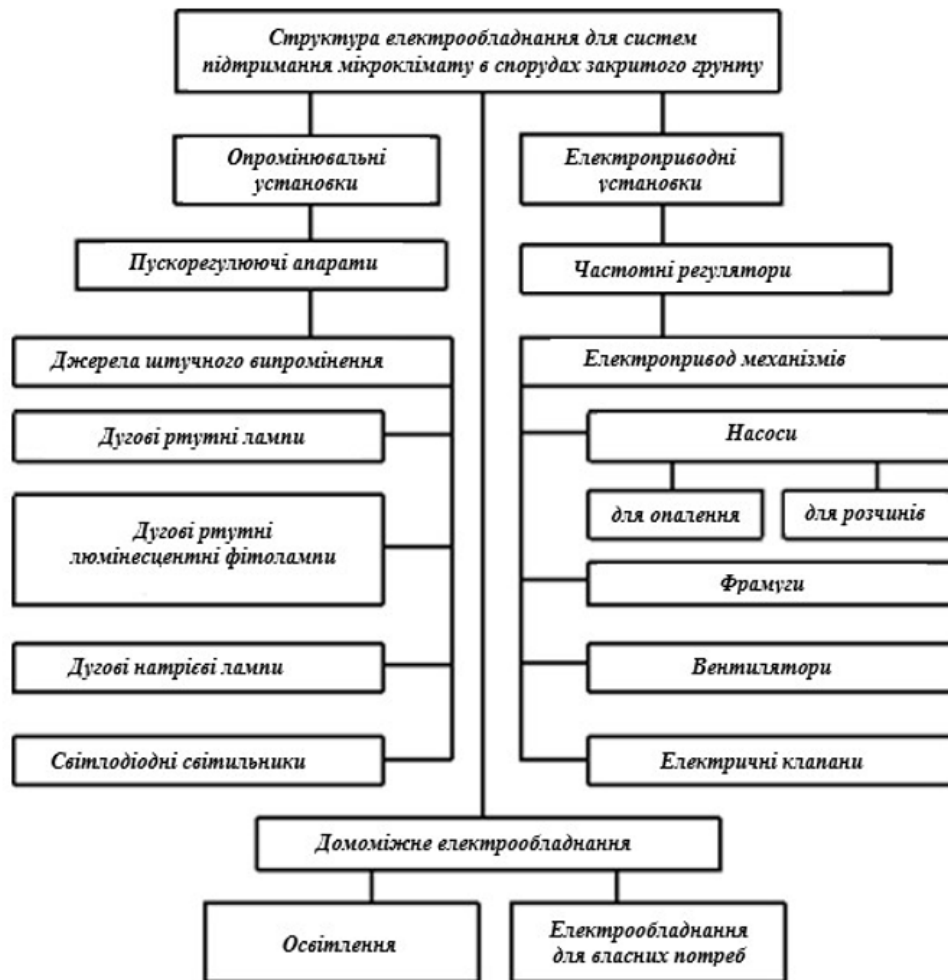 Структура електрообладнання для систем
підтримання мікроклімату в спорудах закритого грунту
Опромінювальні
установки
Електроприводні
установки
Пускорегулюючі апарати
Частотні регулятори
Джерела штучного випромінення
Електропривод механізмів
Дугові ртутні лампи
Насоси
для опалення
для розчинів
Дугові ртутні
люмінесцентні фітолампи
Фрамуги
Дугові натрієві лампи
Вентилятори
Світлодіодні світильники
Електричні клапани
Домоміжне електрообладнання
Освітлення
Електрообладнання
для власних потреб